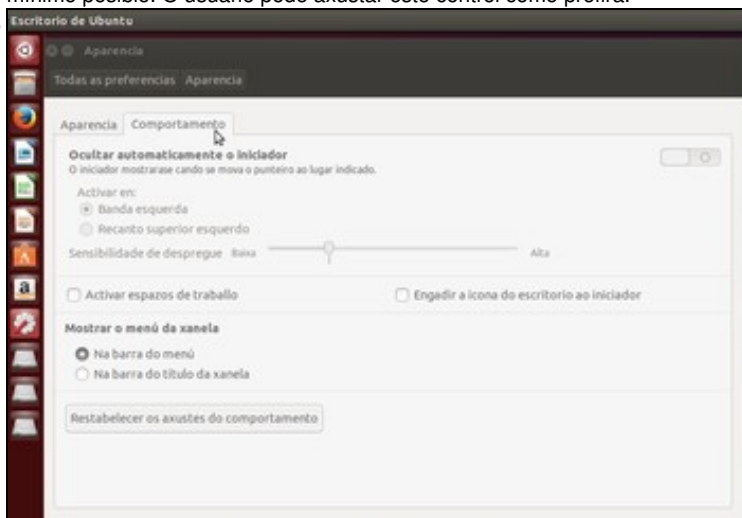 mínimo posible. O usuario pode axustar este control como prefira.
Escritorio de Ubuntu
Aparencia
Todas as preferencias Aparencia
Aparencia Comportamento
Ocultar automaticamente o iniciador
O iniciador mostrarase cando se mova o punteiro ao lugar indicado.
Activar en:
Banda esquerda
Recanto superior esquerdo
Sensibilidade de despregue Baixa Alta
Activar espazos de traballo Engadir a icona do escritorio ao iniciador
Mostrar o menú da xanela
Na barra do menú
Na barra do título da xanela
Restabelecer os axustes do comportamento